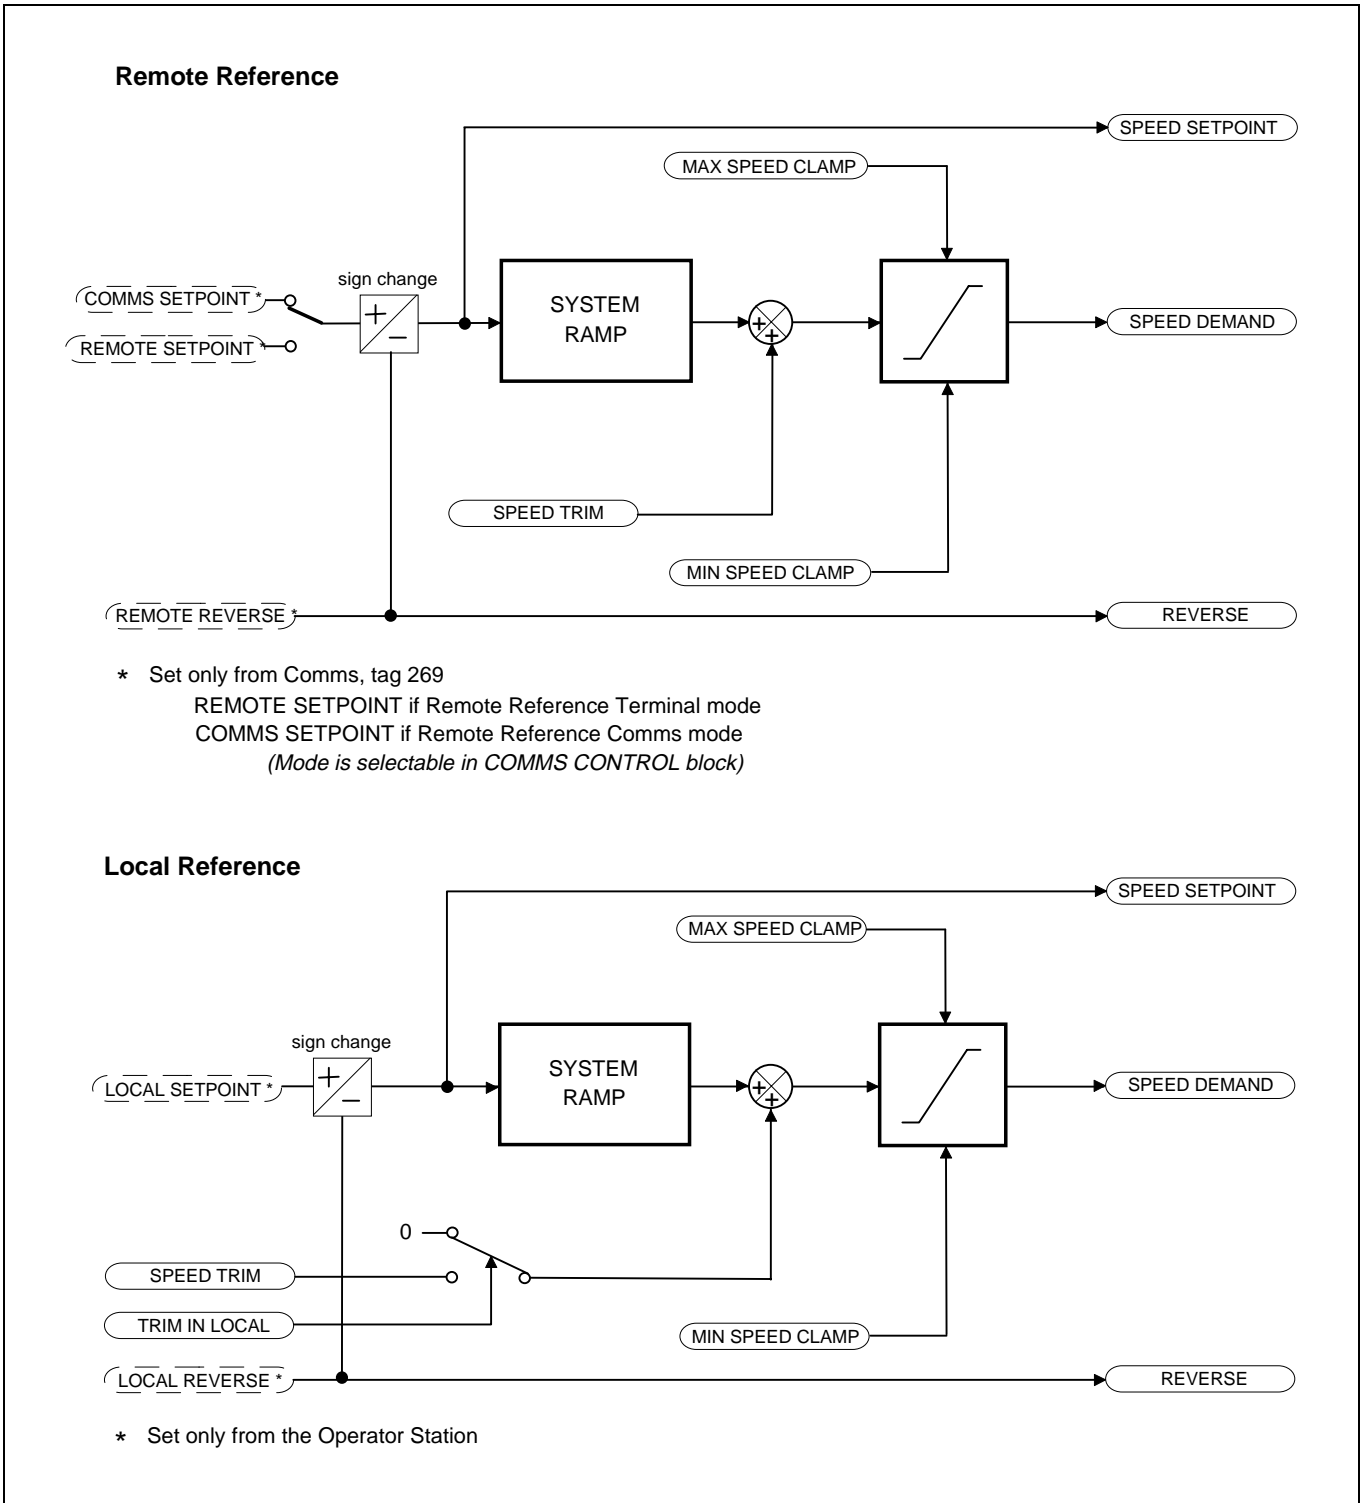 Remote Reference
SPEED SETPOINT
MAX SPEED CLAMP
sign change
COMMS SETPOINT *
+
−
SYSTEM
RAMP
+
+
SPEED DEMAND
REMOTE SETPOINT *
SPEED TRIM
MIN SPEED CLAMP
REMOTE REVERSE *
REVERSE
* Set only from Comms, tag 269
REMOTE SETPOINT if Remote Reference Terminal mode
COMMS SETPOINT if Remote Reference Comms mode
(Mode is selectable in COMMS CONTROL block)
Local Reference
SPEED SETPOINT
MAX SPEED CLAMP
sign change
LOCAL SETPOINT *
+
−
SYSTEM
RAMP
+
+
SPEED DEMAND
0
SPEED TRIM
TRIM IN LOCAL
MIN SPEED CLAMP
LOCAL REVERSE *
REVERSE
* Set only from the Operator Station